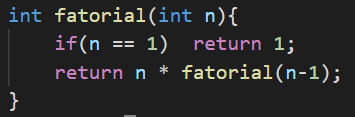 int fatorial(int n){
    if(n == 1)  return 1;
    return n * fatorial(n-1);
}